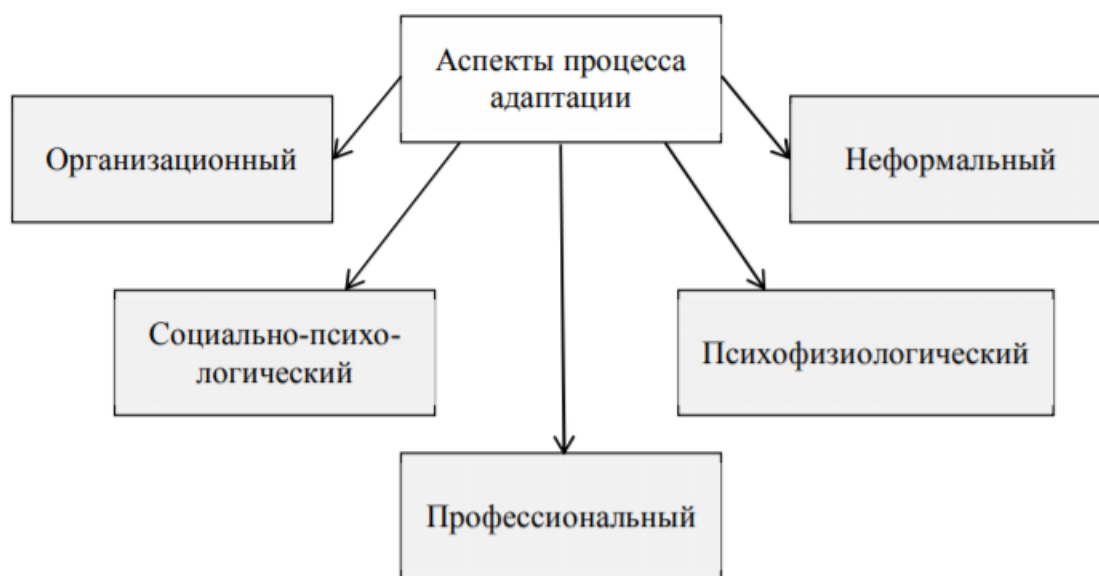 Аспекты процесса
адаптации
Организационный
Неформальный
Социально-психо-
логический
Психофизиологический
Профессиональный